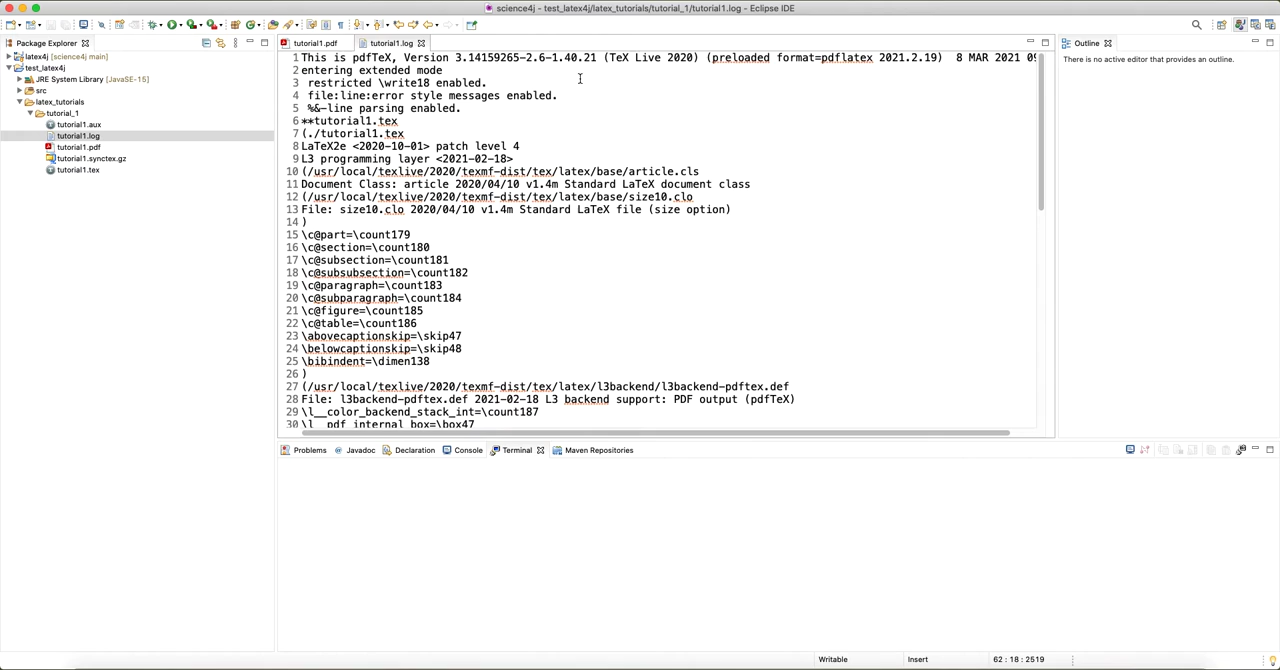 science4j - test_latex4j/latex_tutorials/tutorial_1/tutorial1.log - Eclipse IDE
Package Explorer
latex4j [science4j main]
test_latex4j
JRE System Library [JavaSE-15]
src
latex_tutorials
tutorial_1
tutorial1.aux
tutorial1.log
tutorial1.pdf
tutorial1.synctex.gz
tutorial1.tex
tutorial1.pdf
tutorial1.log
1 This is pdfTeX, Version 3.14159265-2.6-1.40.21 (TeX Live 2020) (preloaded format=pdflatex 2021.2.19)  8 MAR 2021 09
2 entering extended mode
3  restricted \write18 enabled.
4  file:line:error style messages enabled.
5  %&-line parsing enabled.
6 **tutorial1.tex
7 (./tutorial1.tex
8 LaTeX2e <2020-10-01> patch level 4
9 L3 programming layer <2021-02-18>
10 (/usr/local/texlive/2020/texmf-dist/tex/latex/base/article.cls
11 Document Class: article 2020/04/10 v1.4m Standard LaTeX document class
12 (/usr/local/texlive/2020/texmf-dist/tex/latex/base/size10.clo
13 File: size10.clo 2020/04/10 v1.4m Standard LaTeX file (size option)
14 )
15 \c@part=\count179
16 \c@section=\count180
17 \c@subsection=\count181
18 \c@subsubsection=\count182
19 \c@paragraph=\count183
20 \c@subparagraph=\count184
21 \c@figure=\count185
22 \c@table=\count186
23 \abovecaptionskip=\skip47
24 \belowcaptionskip=\skip48
25 \bibindent=\dimen138
26 )
27 (/usr/local/texlive/2020/texmf-dist/tex/latex/l3backend/l3backend-pdftex.def
28 File: l3backend-pdftex.def 2021-02-18 L3 backend support: PDF output (pdfTeX)
29 \l__color_backend_stack_int=\count187
30 \l__pdf_internal_box=\box47
Outline
There is no active editor that provides an outline.
Problems
Javadoc
Declaration
Console
Terminal
Maven Repositories
Writable
Insert
62 : 18 : 2519